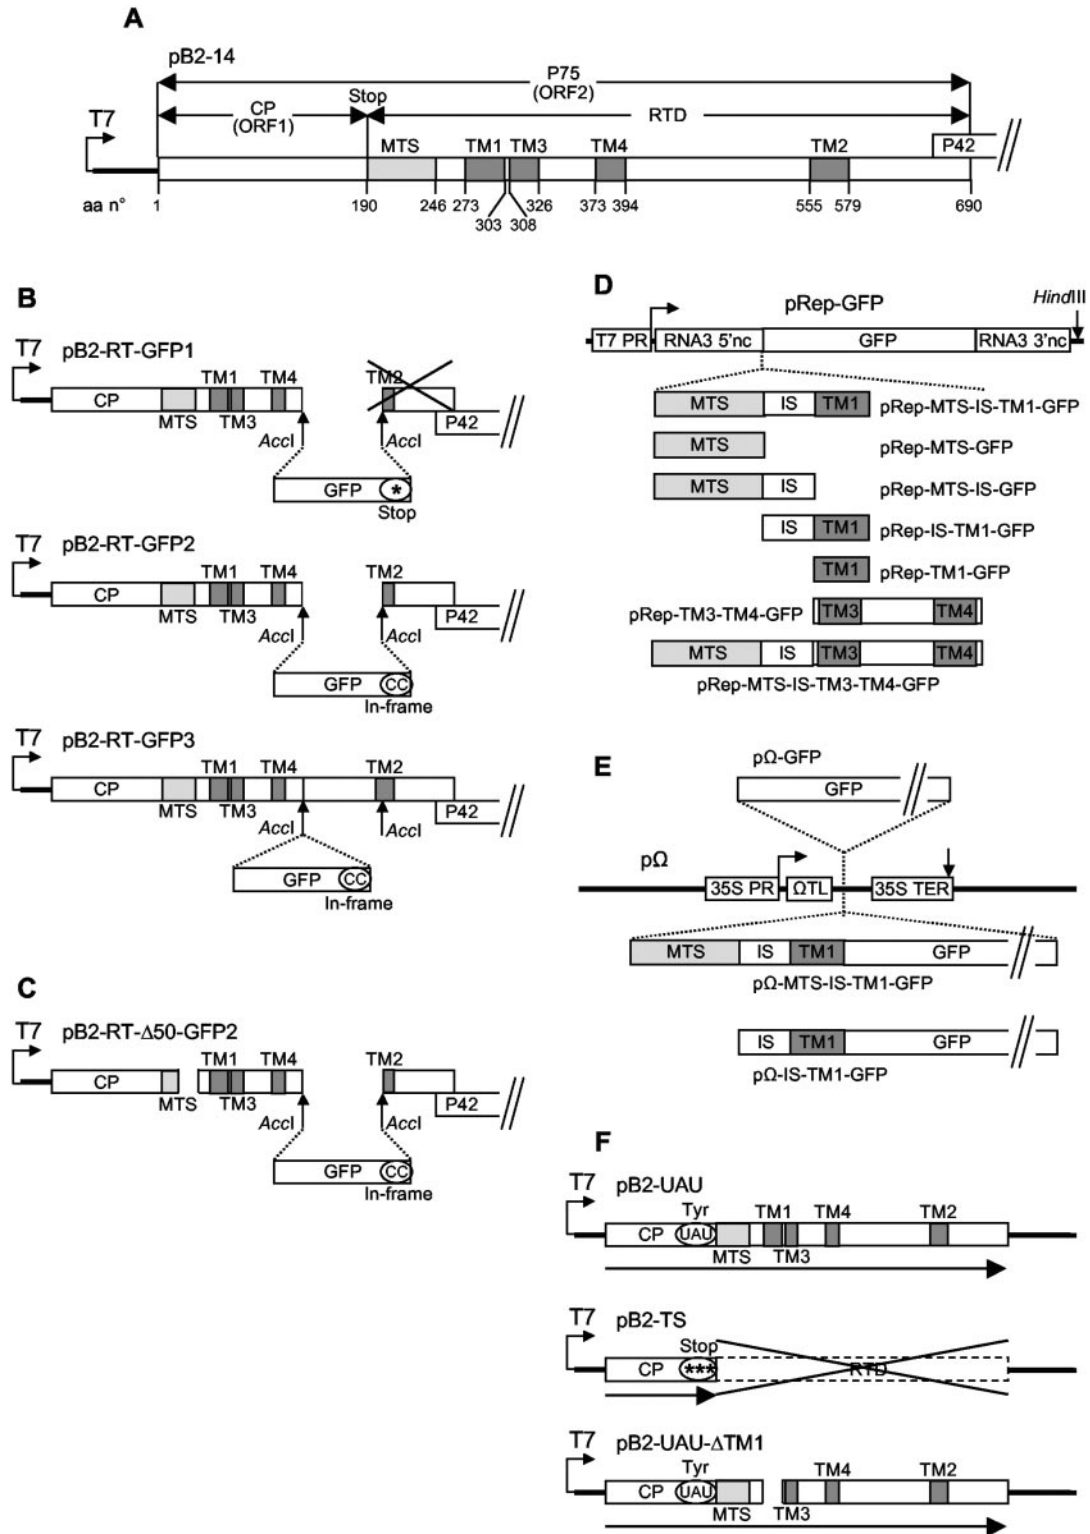 A
pB2-14
P75
(ORF2)
Stop
CP
(ORF1)
RTD
T7
MTS TM1 TM3 TM4 TM2 P42
aa n° 1 190 246 273 303 308 326 373 394 555 579 690
B
T7 pB2-RT-GFP1
TM1 TM4 TM2
CP
MTS TM3 P42
AccI AccI
GFP *
Stop
T7 pB2-RT-GFP2
TM1 TM4 TM2
CP
MTS TM3 P42
AccI AccI
GFP CC
In-frame
T7 pB2-RT-GFP3
TM1 TM4 TM2
CP
MTS TM3 P42
AccI AccI
GFP CC
In-frame
C
T7 pB2-RT-Δ50-GFP2
TM1 TM4 TM2
CP
MTS TM3 P42
AccI AccI
GFP CC
In-frame
D
pRep-GFP HindIII
T7 PR RNA3 5'nc GFP RNA3 3'nc
MTS IS TM1 pRep-MTS-IS-TM1-GFP
MTS pRep-MTS-GFP
MTS IS pRep-MTS-IS-GFP
IS TM1 pRep-IS-TM1-GFP
TM1 pRep-TM1-GFP
pRep-TM3-TM4-GFP TM3 TM4
MTS IS TM3 TM4
pRep-MTS-IS-TM3-TM4-GFP
E
pΩ-GFP
GFP
pΩ
35S PR ΩTL 35S TER
MTS IS TM1 GFP
pΩ-MTS-IS-TM1-GFP
IS TM1 GFP
pΩ-IS-TM1-GFP
F
T7 pB2-UAU
Tyr TM1 TM4 TM2
CP UAU
MTS TM3
T7 pB2-TS
Stop
CP *** RTD
T7 pB2-UAU-ΔTM1
Tyr TM4 TM2
CP UAU
MTS TM3